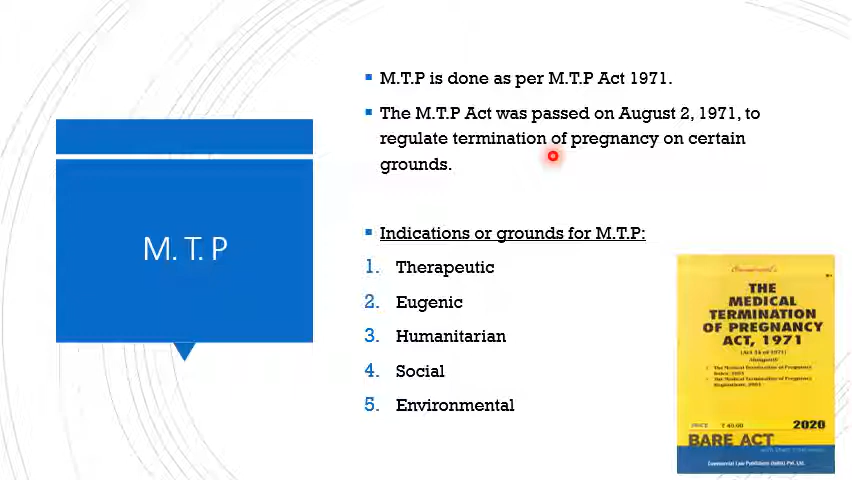 M. T. P
M.T.P is done as per M.T.P Act 1971.
The M.T.P Act was passed on August 2, 1971, to
regulate termination of pregnancy on certain
grounds.
Indications or grounds for M.T.P:
1. Therapeutic
2. Eugenic
3. Humanitarian
4. Social
5. Environmental
THE
MEDICAL
TERMINATION
OF PREGNANCY
ACT, 1971
(Act 34 of 1971)
The Medical Termination of Pregnancy
Rules, 2003
The Medical Termination of Pregnancy
Regulations, 2003
PRICE ₹ 40.00
2020
BARE ACT
Commercial Law Publishers (India) Pvt. Ltd.